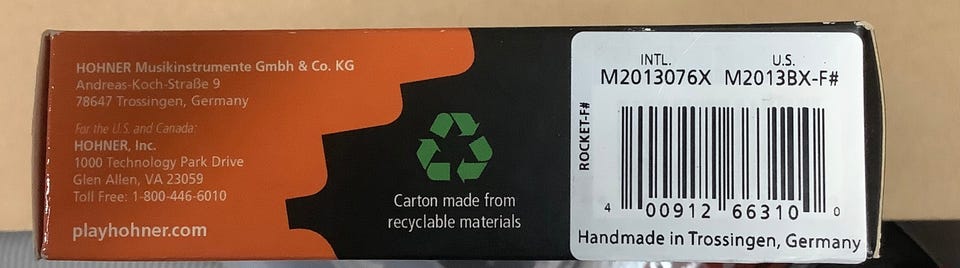 HOHNER Musikinstrumente GmbH & Co. KG
Andreas-Koch-Straße 9
78647 Trossingen, Germany
For the U.S. and Canada:
HOHNER, Inc.
1000 Technology Park Drive
Glen Allen, VA 23059
Toll Free: 1-800-446-6010
playhohner.com
Carton made from
recyclable materials
ROCKET-F#
INTL. U.S.
M2013076X M2013BX-F#
4 00912 66310 0
Handmade in Trossingen, Germany